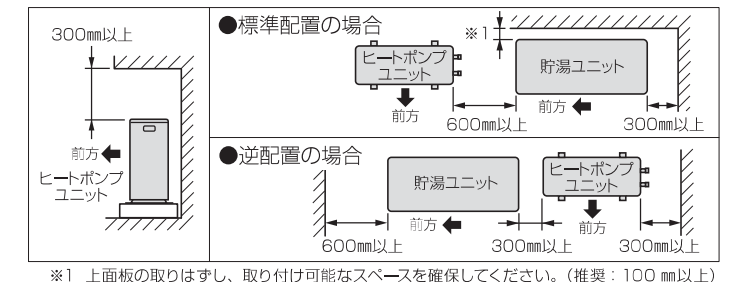 300㎜以上
前方
ヒートポンプ
ユニット
●標準配置の場合
※1
ヒートポンプ
ユニット
貯湯ユニット
前方
前方
600㎜以上
300㎜以上
●逆配置の場合
貯湯ユニット
ヒートポンプ
ユニット
前方
前方
600㎜以上
300㎜以上
300㎜以上
※1 上面板の取りはずし、取り付け可能なスペースを確保してください。（推奨：100 ㎜以上）